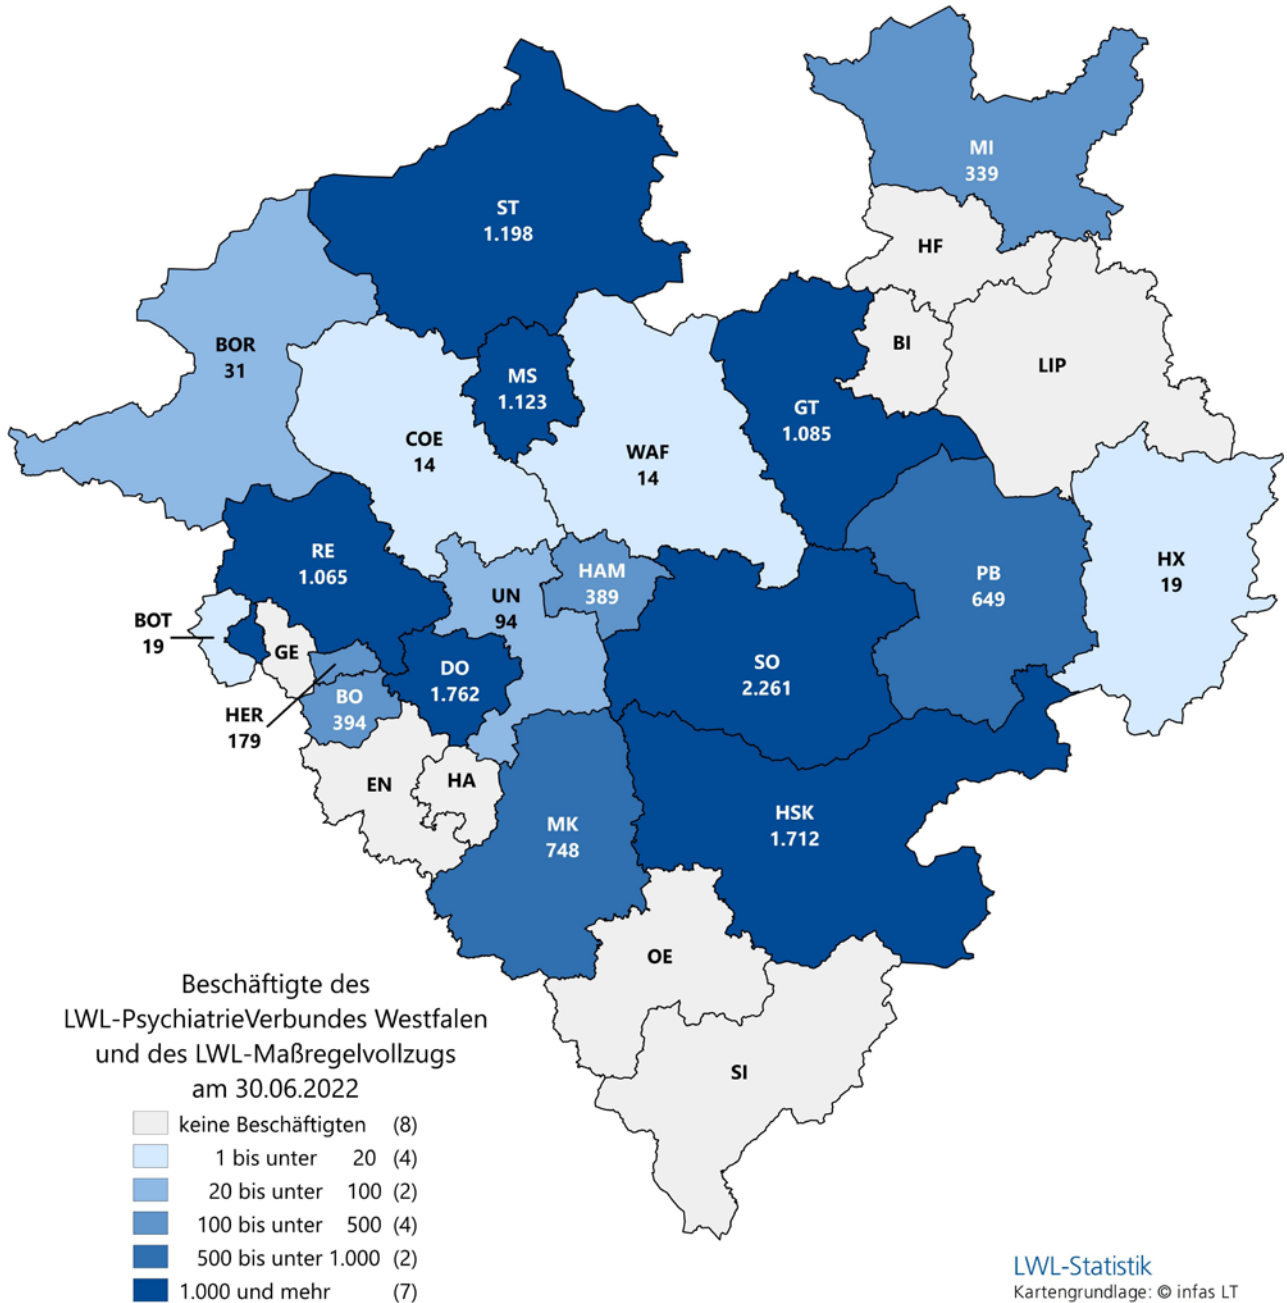 MI
339
ST
1.198
HF
BOR
31
BI
LIP
MS
1.123
GT
1.085
COE
14
WAF
14
RE
1.065
HAM
389
PB
649
HX
19
UN
94
BOT
19
GE
DO
1.762
SO
2.261
BO
394
HER
179
EN
HA
HSK
1.712
MK
748
OE
SI
Beschäftigte des
LWL-PsychiatrieVerbundes Westfalen
und des LWL-Maßregelvollzugs
am 30.06.2022
keine Beschäftigten (8)
1 bis unter 20 (4)
20 bis unter 100 (2)
100 bis unter 500 (4)
500 bis unter 1.000 (2)
1.000 und mehr (7)
LWL-Statistik
Kartengrundlage: © infas LT